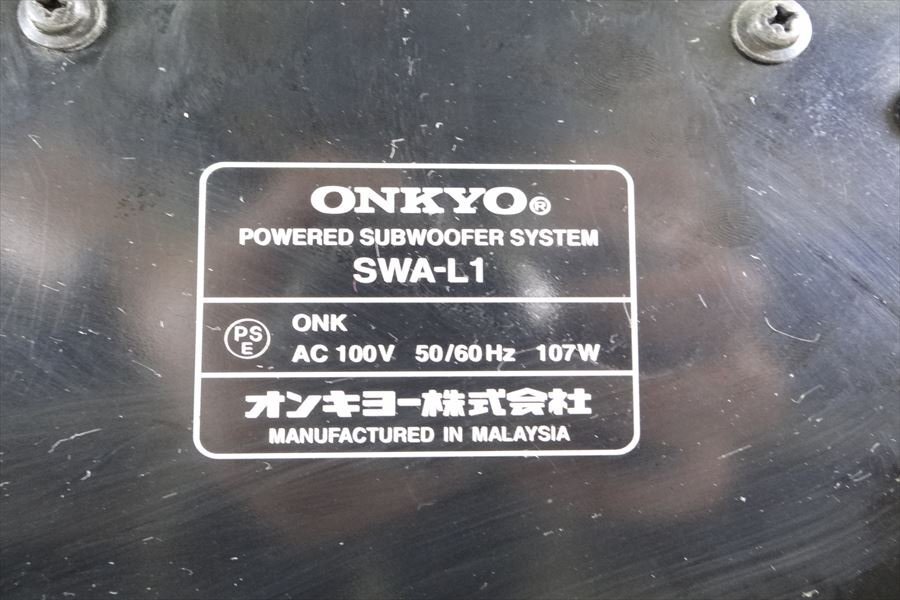 ONKYO®
POWERED SUBWOOFER SYSTEM
SWA-L1
PS
E
ONK
AC 100V 50/60Hz 107W
オンキヨー株式会社
MANUFACTURED IN MALAYSIA